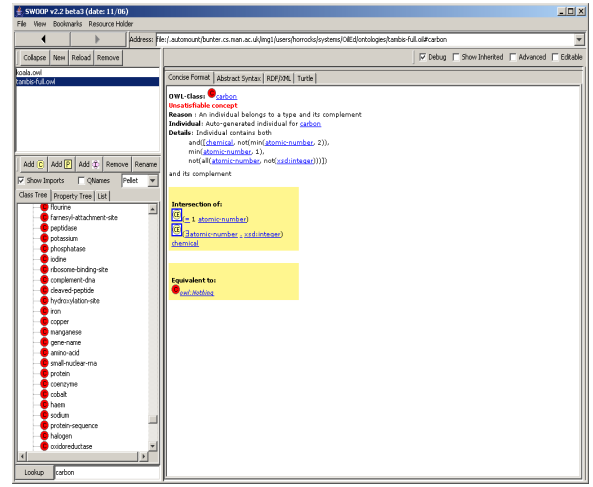 SWOOP v2.2 beta3 (date: 11/06)
File View Bookmarks Resource Holder
Address: file:/.automount/bunter.cs.man.ac.uk/img1/users/horrocks/systems/OilEd/ontologies/tambis-full.oil#carbon
Collapse New Reload Remove
Debug Show Inherited Advanced Editable
koala.owl
tambis-full.owl
Concise Format Abstract Syntax RDF/XML Turtle
OWL-Class: C carbon
Unsatisfiable concept
Reason : An individual belongs to a type and its complement
Individual: Auto-generated individual for carbon
Details: Individual contains both
and([chemical, not(min(atomic-number, 2)),
min(atomic-number, 1),
not(all(atomic-number, not(xsd:integer)))])
and its complement
Add C Add P Add I Remove Rename
Show Imports QNames Pellet
Class Tree Property Tree List
flourine
farnesyl-attachment-site
peptidase
potassium
phosphatase
iodine
ribosome-binding-site
complement-dna
cleaved-peptide
hydroxylation-site
iron
copper
manganese
gene-name
amino-acid
small-nuclear-rna
protein
coenzyme
cobalt
haem
sodium
protein-sequence
halogen
oxidoreductase
Intersection of:
CE (= 1 atomic-number)
CE (∃atomic-number . xsd:integer)
chemical
Equivalent to:
C owl:Nothing
Lookup carbon